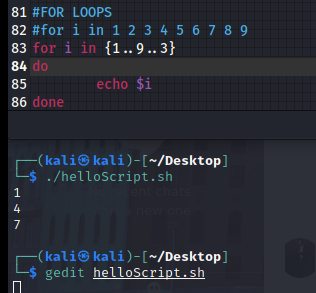 81 #FOR LOOPS
82 #for i in 1 2 3 4 5 6 7 8 9
83 for i in {1..9..3}
84 do
85 echo $i
86 done
┌──(kali㉿kali)-[~/Desktop]
└─$ ./helloScript.sh
1
4
7
┌──(kali㉿kali)-[~/Desktop]
└─$ gedit helloScript.sh